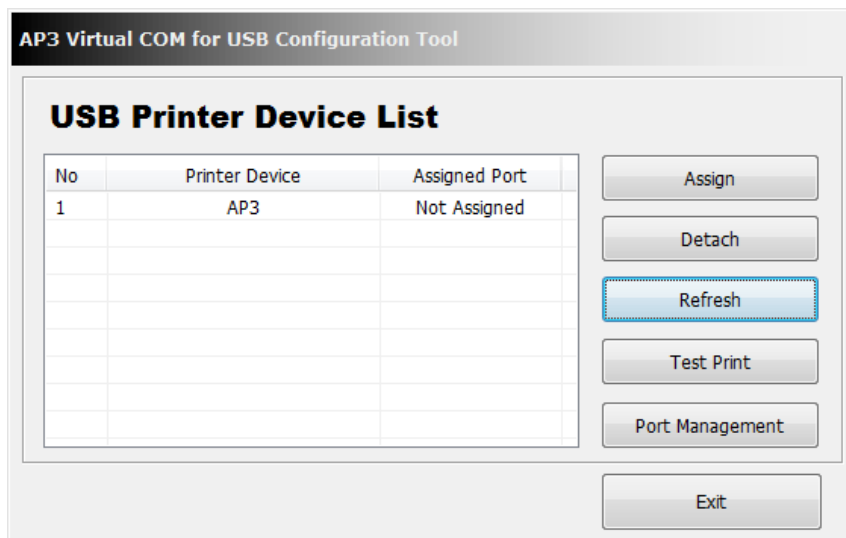 AP3 Virtual COM for USB Configuration Tool
USB Printer Device List
No Printer Device Assigned Port
1 AP3 Not Assigned
Assign
Detach
Refresh
Test Print
Port Management
Exit